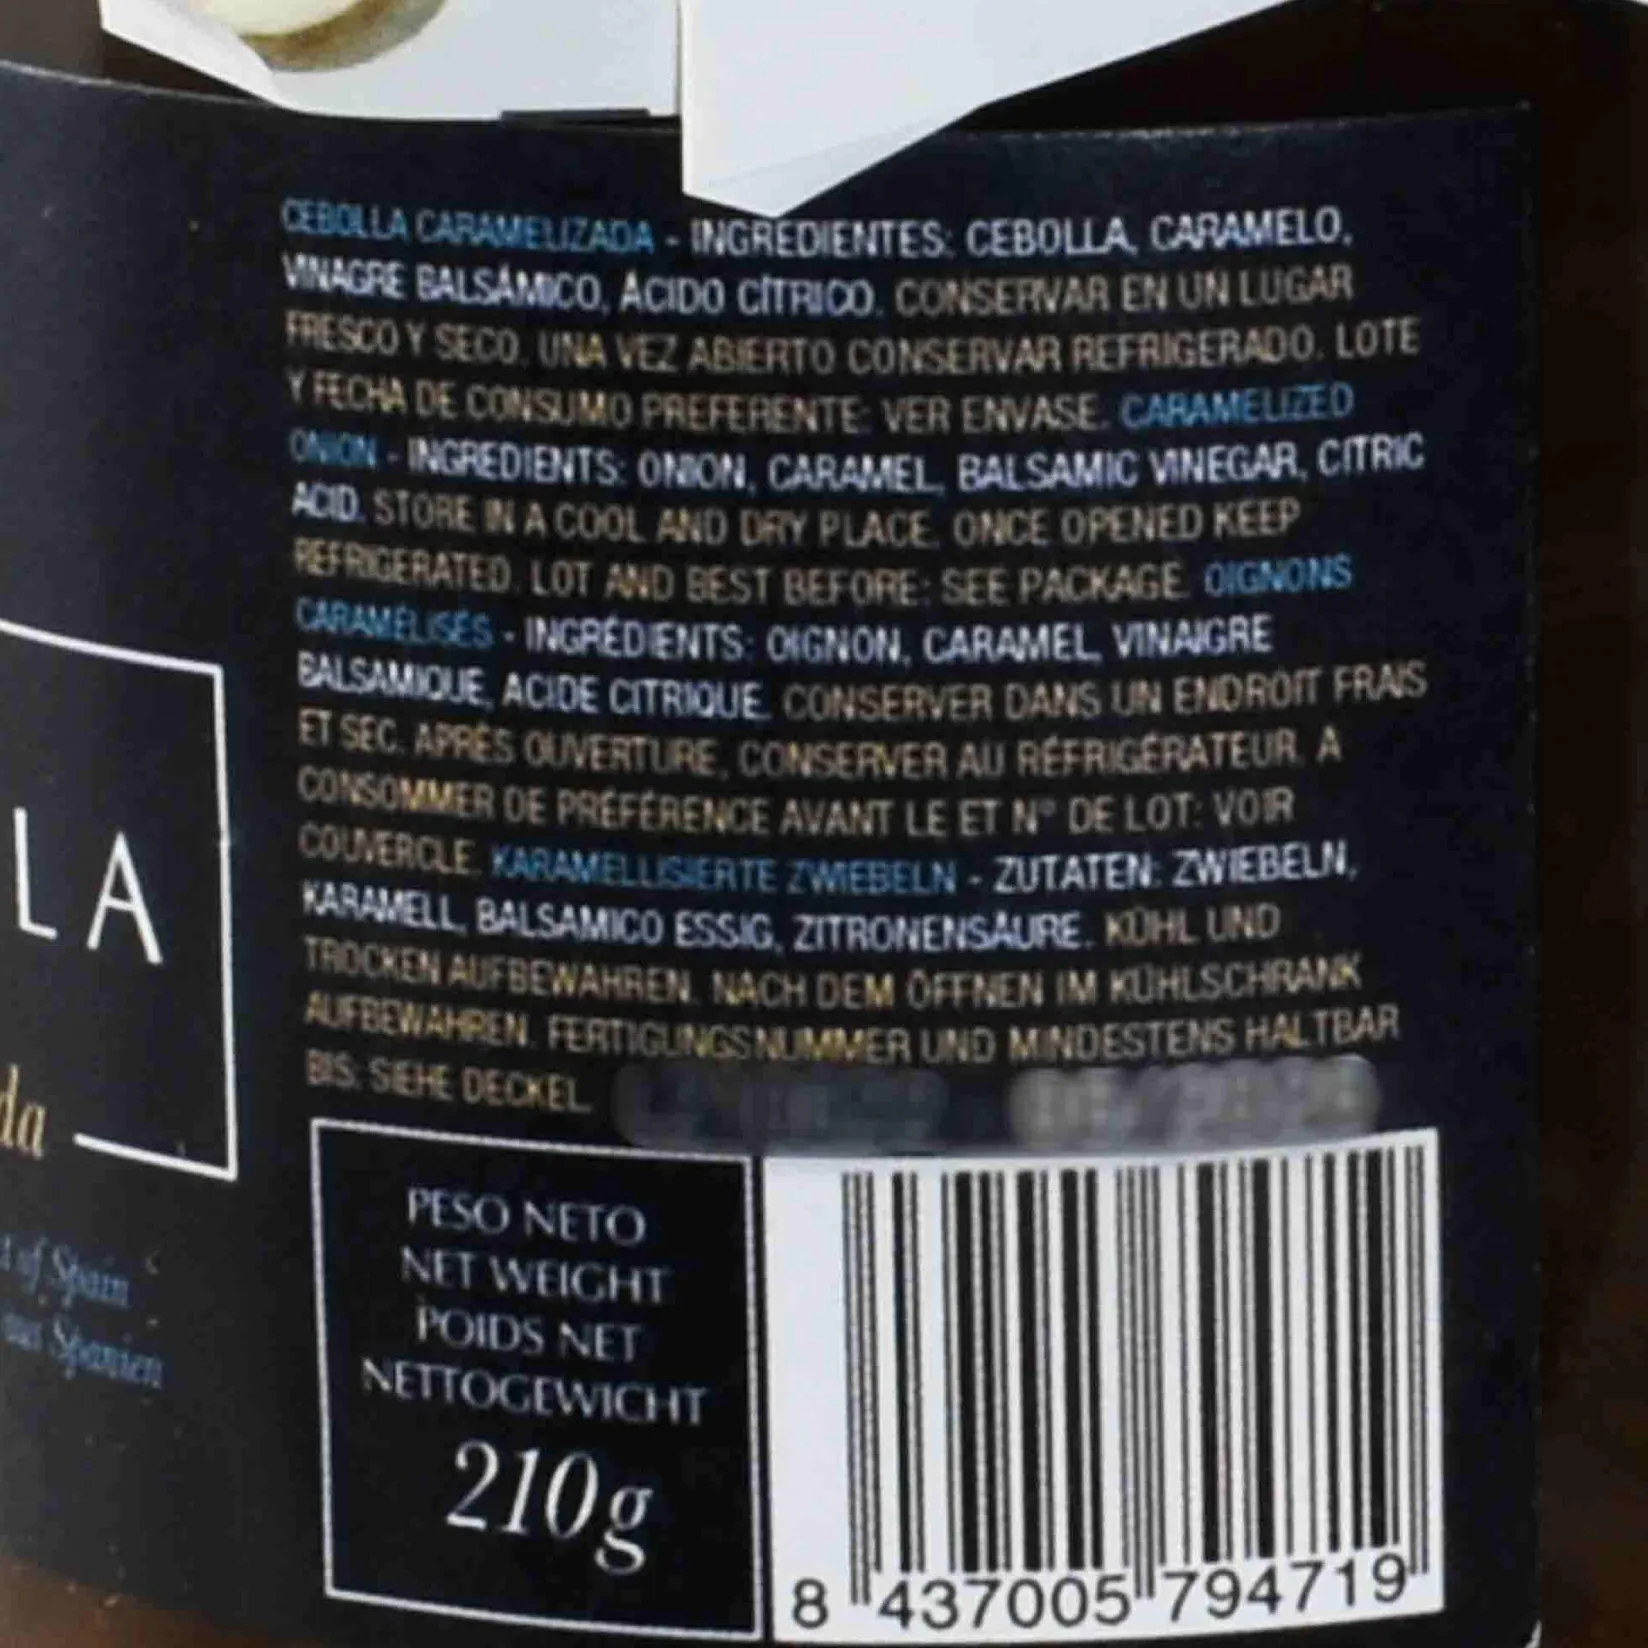 CEBOLLA CARAMELIZADA - INGREDIENTES: CEBOLLA, CARAMELO,
VINAGRE BALSÁMICO, ÁCIDO CÍTRICO. CONSERVAR EN UN LUGAR
FRESCO Y SECO. UNA VEZ ABIERTO CONSERVAR REFRIGERADO. LOTE
Y FECHA DE CONSUMO PREFERENTE: VER ENVASE. CARAMELIZED
ONION - INGREDIENTS: ONION, CARAMEL, BALSAMIC VINEGAR, CITRIC
ACID. STORE IN A COOL AND DRY PLACE. ONCE OPENED KEEP
REFRIGERATED. LOT AND BEST BEFORE: SEE PACKAGE. OIGNONS
CARAMÉLISÉS - INGRÉDIENTS: OIGNON, CARAMEL, VINAIGRE
BALSAMIQUE, ACIDE CITRIQUE. CONSERVER DANS UN ENDROIT FRAIS
ET SEC. APRÈS OUVERTURE, CONSERVER AU RÉFRIGÉRATEUR. A
CONSOMMER DE PRÉFÉRENCE AVANT LE ET Nº DE LOT: VOIR
COUVERCLE. KARAMELLISIERTE ZWIEBELN - ZUTATEN: ZWIEBELN,
KARAMELL, BALSAMICO ESSIG, ZITRONENSÄURE. KÜHL UND
TROCKEN AUFBEWAHREN. NACH DEM ÖFFNEN IM KÜHLSCHRANK
AUFBEWAHREN. FERTIGUNGSNUMMER UND MINDESTENS HALTBAR
BIS: SIEHE DECKEL.
LA
da
of Spain
aus Spanien
PESO NETO
NET WEIGHT
POIDS NET
NETTOGEWICHT
210g
8 437005 794719